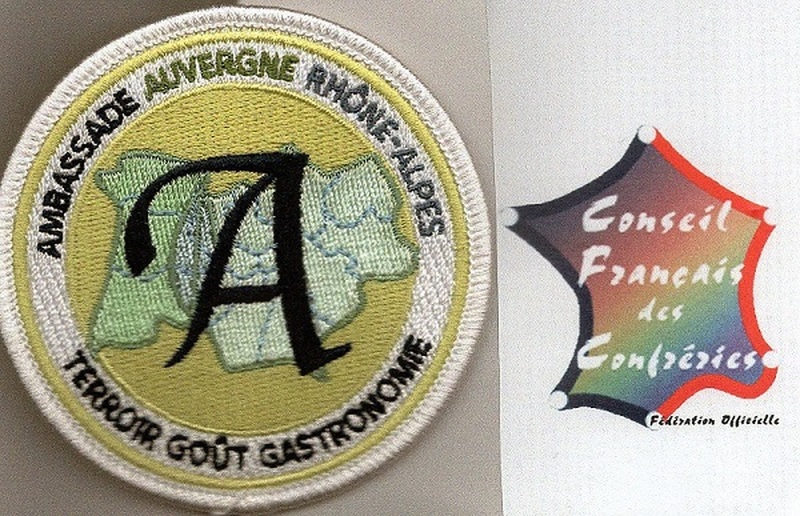 AMBASSADE AUVERGNE RHÔNE-ALPES
A
TERROIR GOÛT GASTRONOMIE
Conseil
Français
des
Confréries
Fédération Officielle